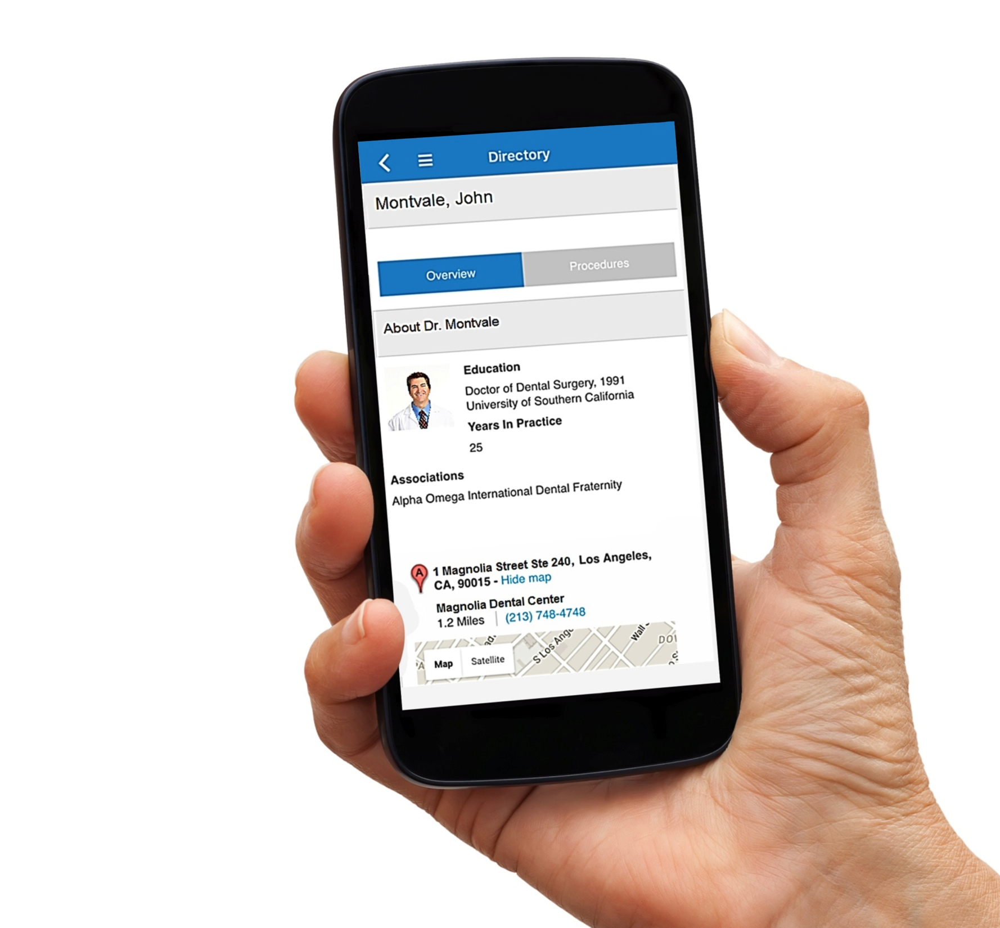 Directory
Montvale, John
Overview
Procedures
About Dr. Montvale
Education
Doctor of Dental Surgery, 1991
University of Southern California
Years In Practice
25
Associations
Alpha Omega International Dental Fraternity
A
1 Magnolia Street Ste 240, Los Angeles,
CA, 90015 - Hide map
Magnolia Dental Center
1.2 Miles | (213) 748-4748
Map
Satellite
S Los Ange
Wall